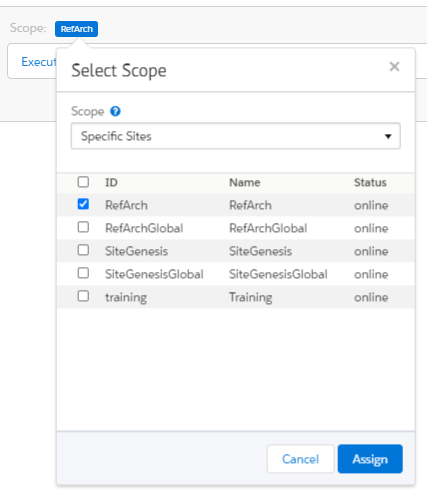 Scope: RefArch
Execut
Select Scope ×
Scope ?
Specific Sites
ID Name Status
RefArch RefArch online
RefArchGlobal RefArchGlobal online
SiteGenesis SiteGenesis online
SiteGenesisGlobal SiteGenesisGlobal online
training Training online
Cancel Assign